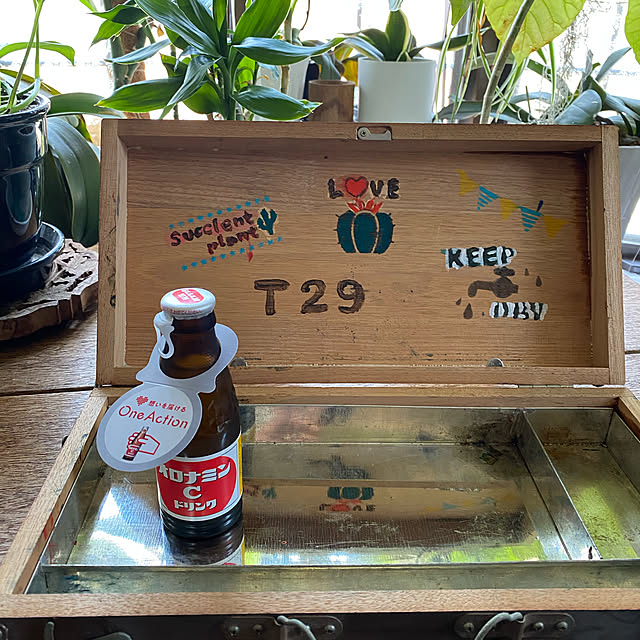 LOVE
Succlent
plant
T29
KEEP
DRY
想いを届ける
One Action
オロナミン
C
ドリンク